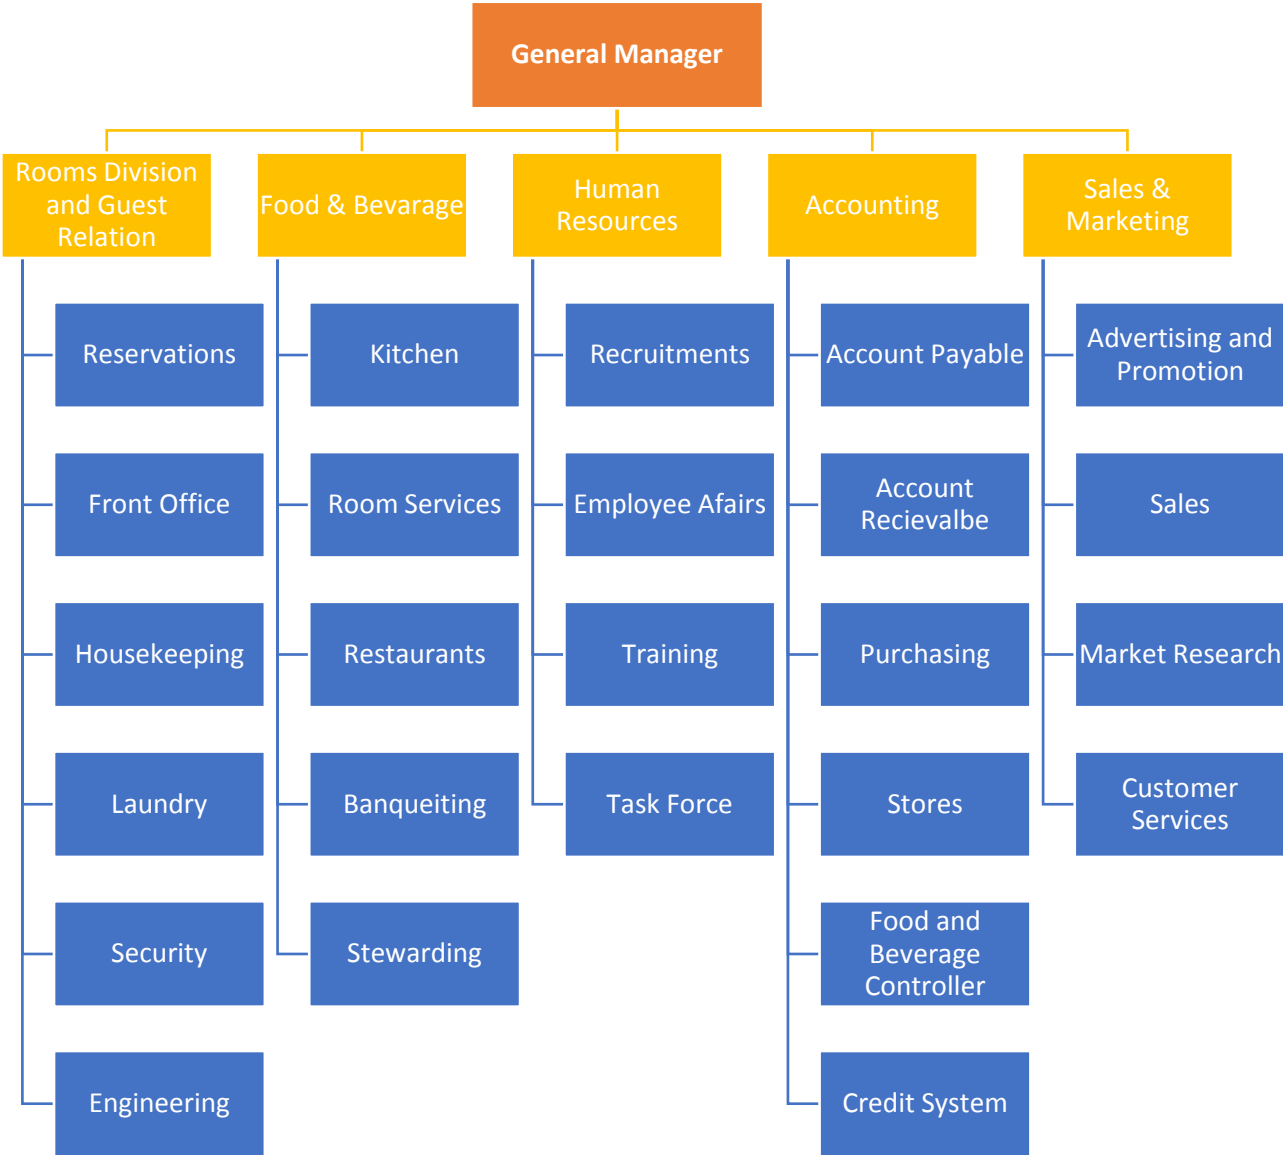 General Manager
Rooms Division
and Guest
Relation
Food & Bevarage
Human
Resources
Accounting
Sales &
Marketing
Reservations
Kitchen
Recruitments
Account Payable
Advertising and
Promotion
Front Office
Room Services
Employee Afairs
Account
Recievalbe
Sales
Housekeeping
Restaurants
Training
Purchasing
Market Research
Laundry
Banqueiting
Task Force
Stores
Customer
Services
Security
Stewarding
Food and
Beverage
Controller
Engineering
Credit System